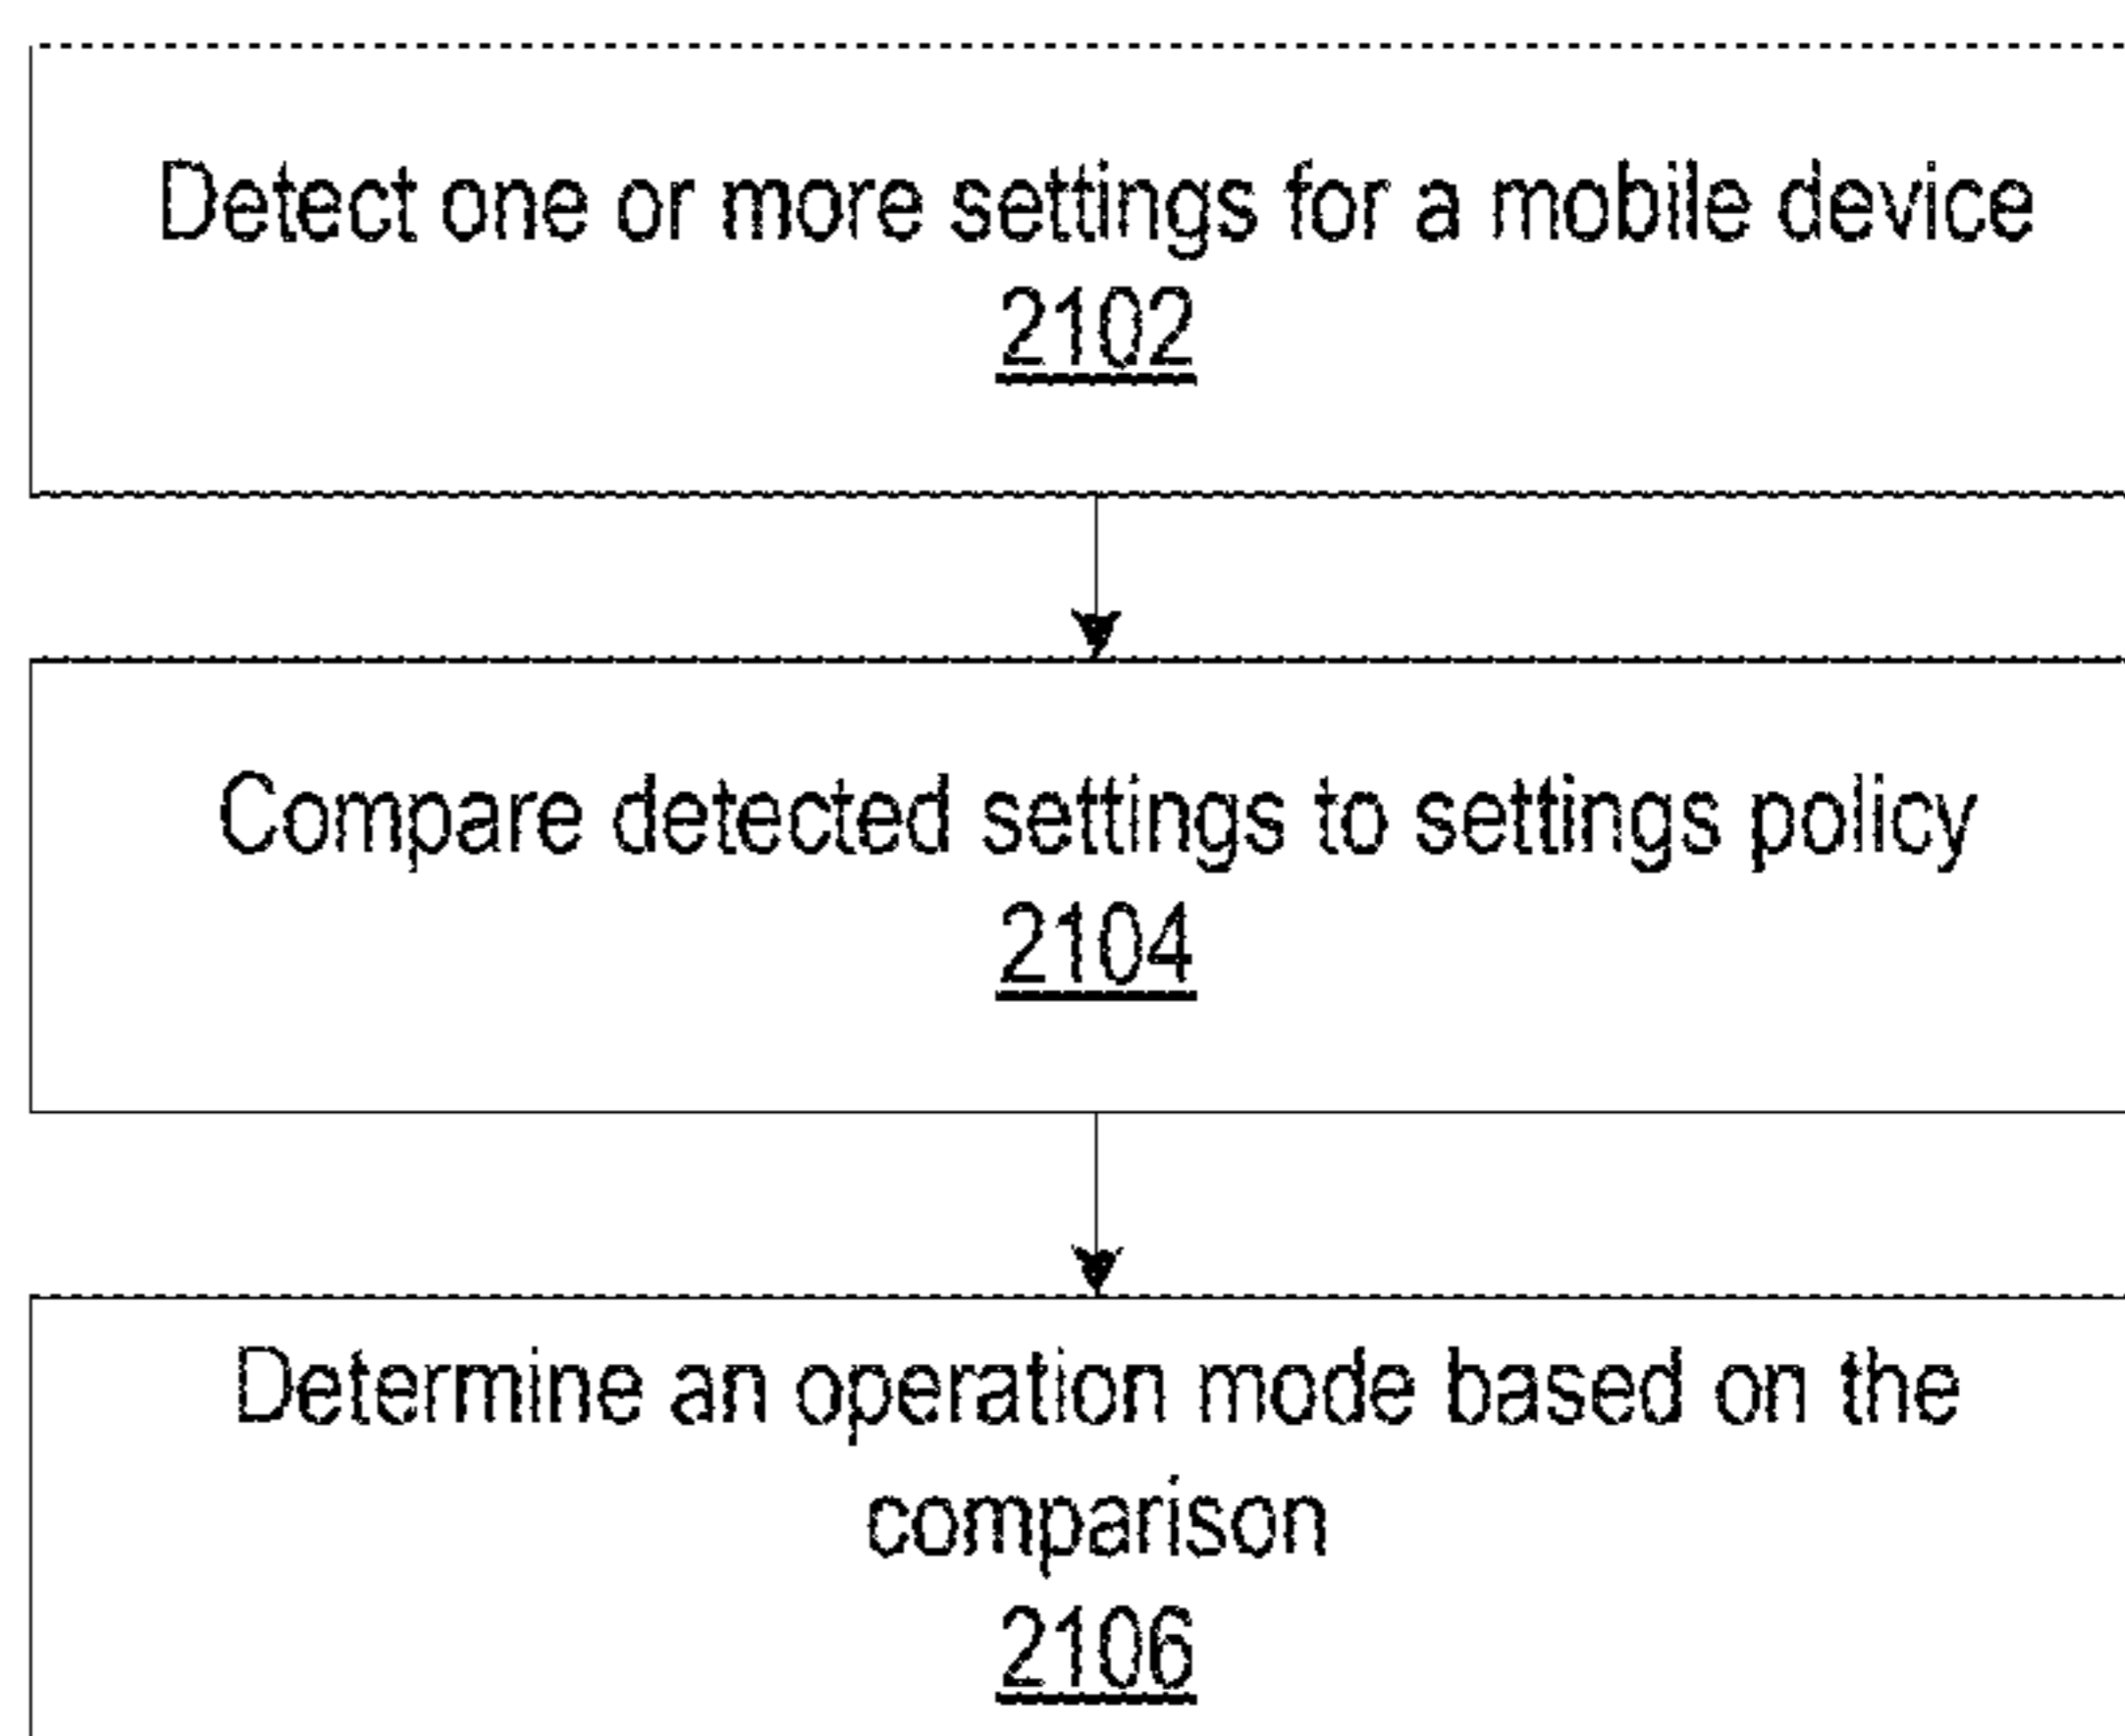 Detect one or more settings for a mobile device
2102
Compare detected settings to settings policy
2104
Determine an operation mode based on the
comparison
2106